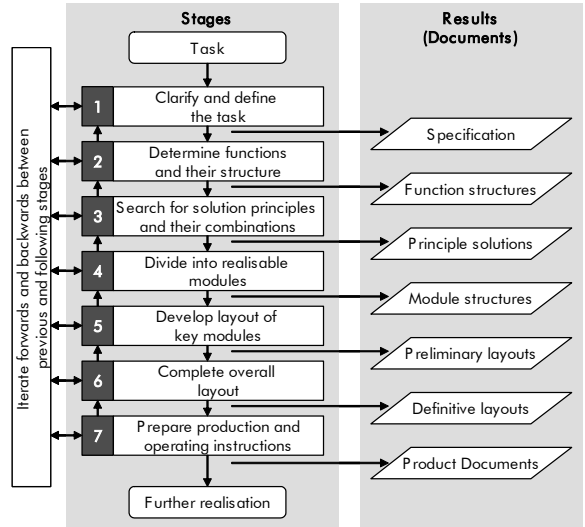 Stages
Results
(Documents)
Task
1
Clarify and define
the task
Specification
2
Determine functions
and their structure
Function structures
3
Search for solution principles
and their combinations
Principle solutions
4
Divide into realisable
modules
Module structures
5
Develop layout of
key modules
Preliminary layouts
6
Complete overall
layout
Definitive layouts
7
Prepare production and
operating instructions
Product Documents
Further realisation
Iterate forwards and backwards between
previous and following stages